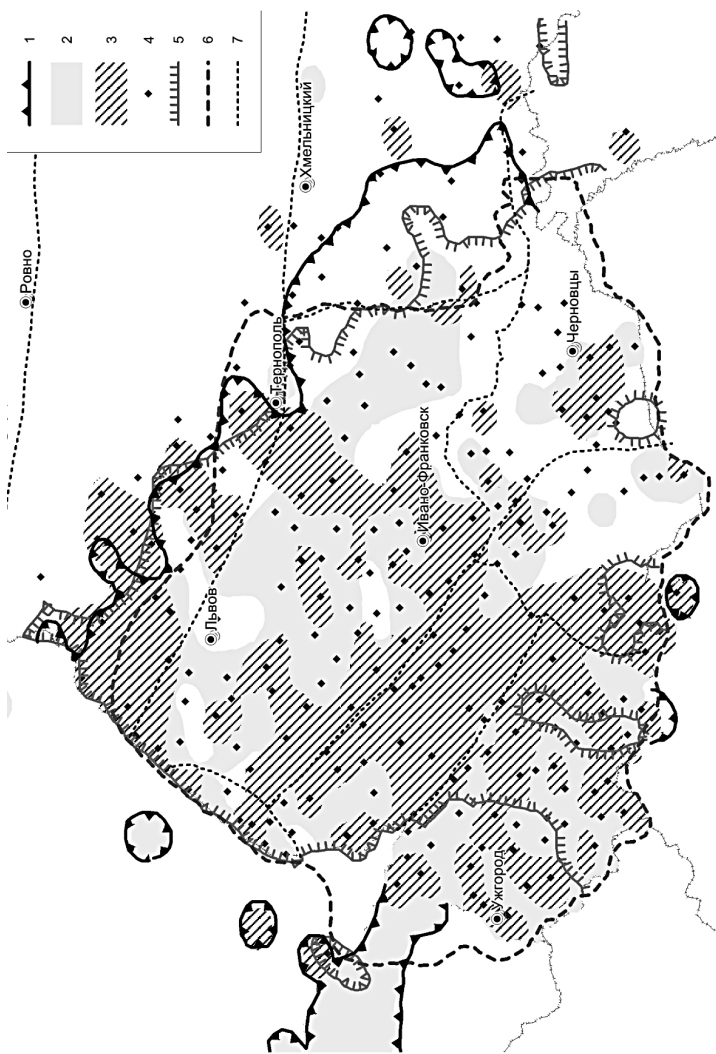 1
2
3
4
5
6
7
Ровно
Хмельницкий
Тернополь
Львов
Ивано-Франковск
Черновцы
Ужгород